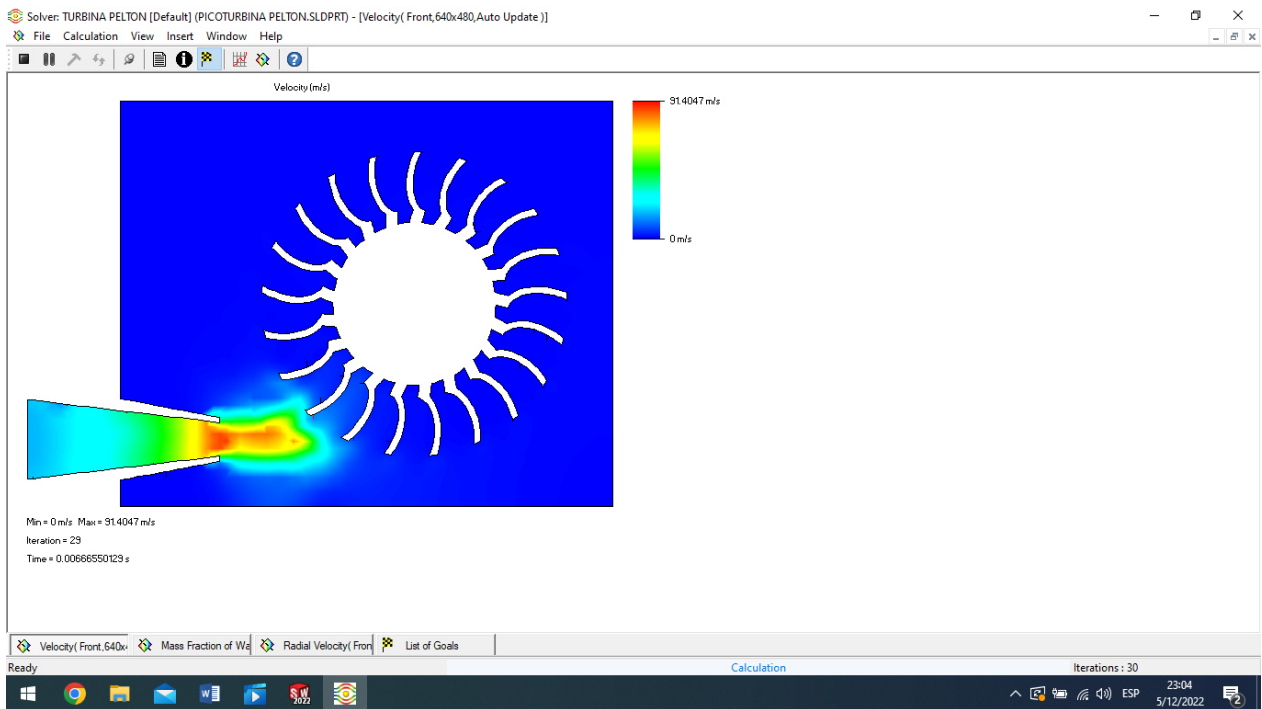 Solver: TURBINA PELTON [Default] (PICOTURBINA PELTON.SLDPRT) - [Velocity( Front,640x480,Auto Update )]
File Calculation View Insert Window Help
Velocity (m/s)
91.4047 m/s
0 m/s
Min = 0 m/s Max = 91.4047 m/s
Iteration = 29
Time = 0.00666550129 s
Velocity( Front,640x Mass Fraction of Wa Radial Velocity( Fron List of Goals
Ready Calculation Iterations : 30
S.W 2022 ESP 23:04
5/12/2022 2